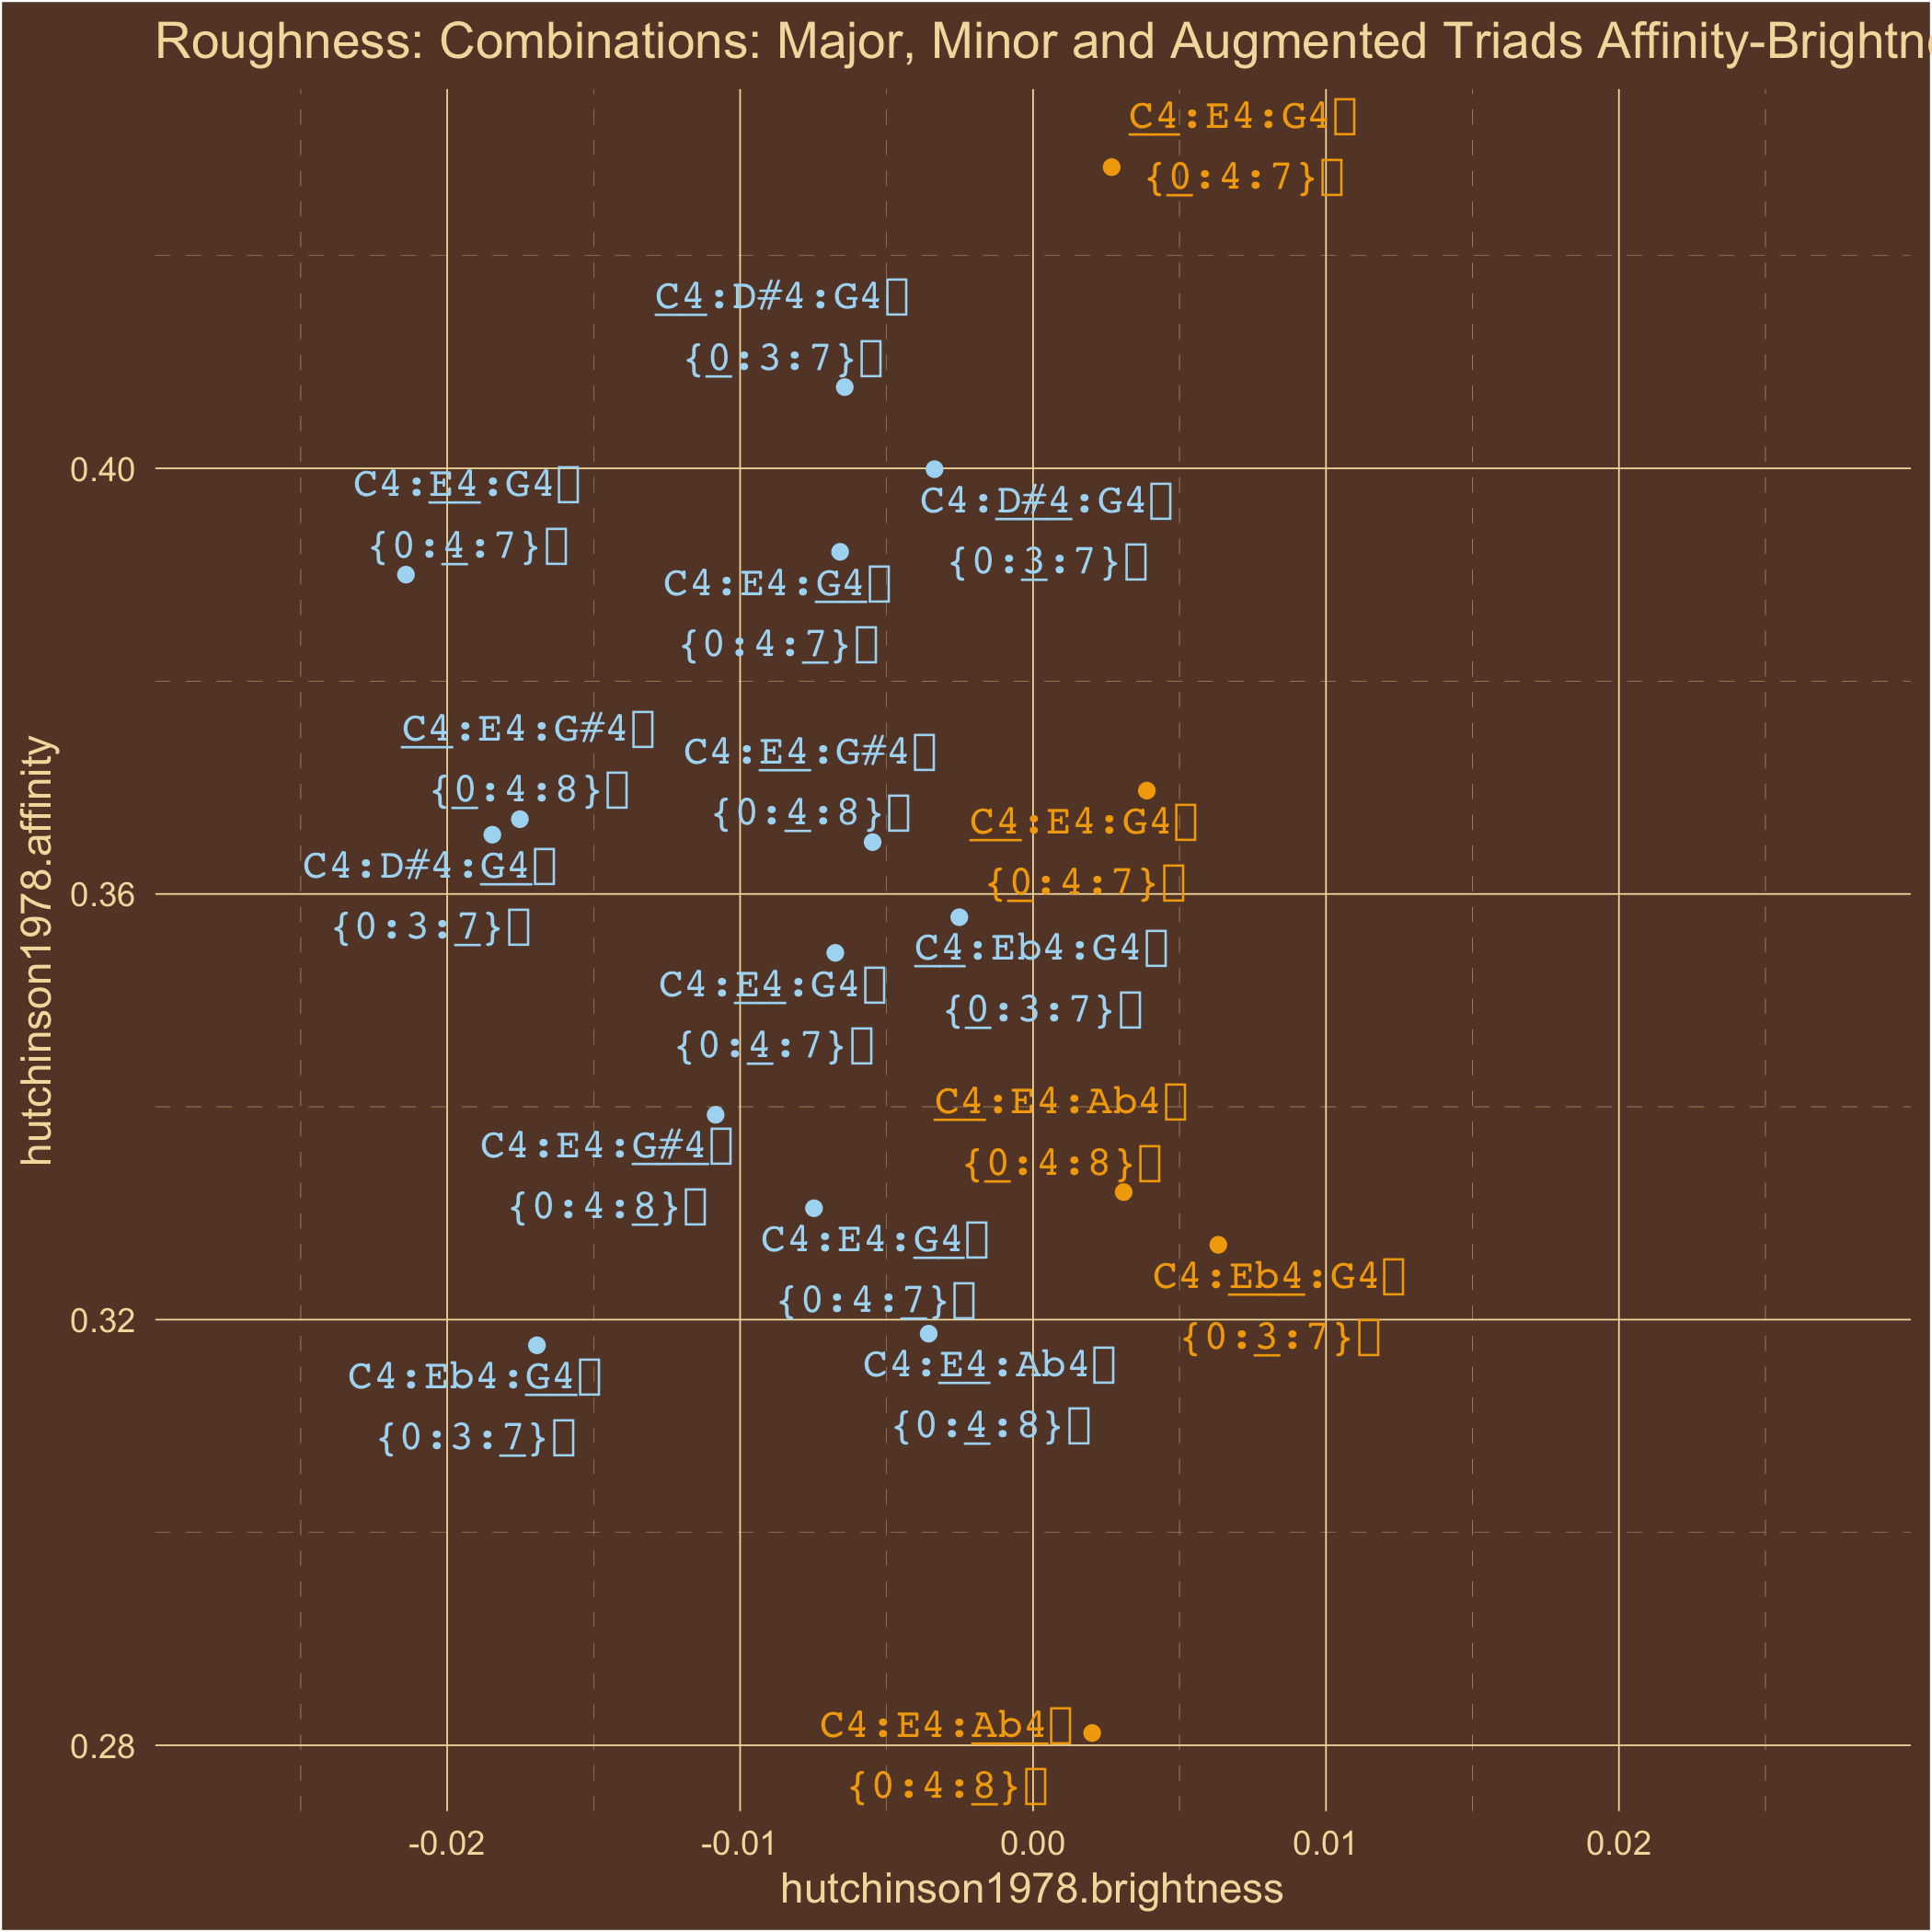 Roughness: Combinations: Major, Minor and Augmented Triads Affinity-Brightn
C4:E4:G4▯
{0:4:7}▯
C4:D#4:G4▯
{0:3:7}▯
0.40
C4:E4:G4▯
{0:4:7}▯
C4:D#4:G4▯
{0:3:7}▯
C4:E4:G4▯
{0:4:7}▯
C4:E4:G#4▯
{0:4:8}▯
C4:E4:G#4▯
{0:4:8}▯
C4:E4:G4▯
{0:4:7}▯
C4:D#4:G4▯
{0:3:7}▯
0.36
C4:Eb4:G4▯
{0:3:7}▯
C4:E4:G4▯
{0:4:7}▯
hutchinson1978.affinity
C4:E4:Ab4▯
{0:4:8}▯
C4:E4:G#4▯
{0:4:8}▯
C4:E4:G4▯
{0:4:7}▯
C4:Eb4:G4▯
{0:3:7}▯
0.32
C4:Eb4:G4▯
{0:3:7}▯
C4:E4:Ab4▯
{0:4:8}▯
C4:E4:Ab4▯
{0:4:8}▯
0.28
-0.02 -0.01 0.00 0.01 0.02
hutchinson1978.brightness